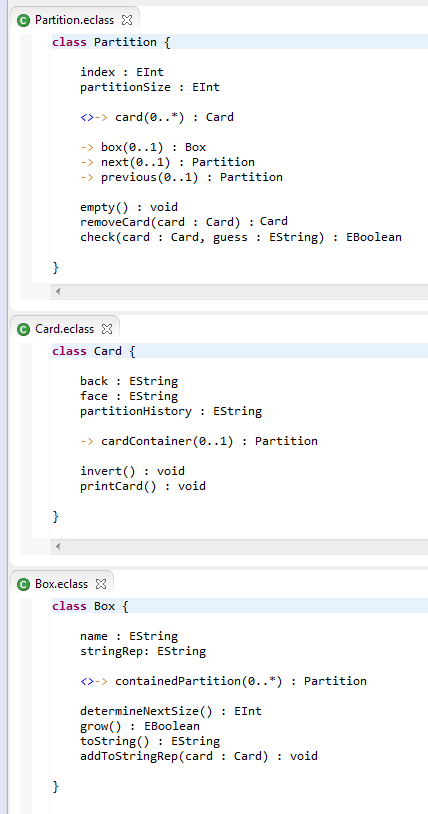 Partition.eclass
class Partition {
index : EInt
partitionSize : EInt
<>-> card(0..*) : Card
-> box(0..1) : Box
-> next(0..1) : Partition
-> previous(0..1) : Partition
empty() : void
removeCard(card : Card) : Card
check(card : Card, guess : EString) : EBoolean
}
Card.eclass
class Card {
back : EString
face : EString
partitionHistory : EString
-> cardContainer(0..1) : Partition
invert() : void
printCard() : void
}
Box.eclass
class Box {
name : EString
stringRep: EString
<>-> containedPartition(0..*) : Partition
determineNextSize() : EInt
grow() : EBoolean
toString() : EString
addToStringRep(card : Card) : void
}